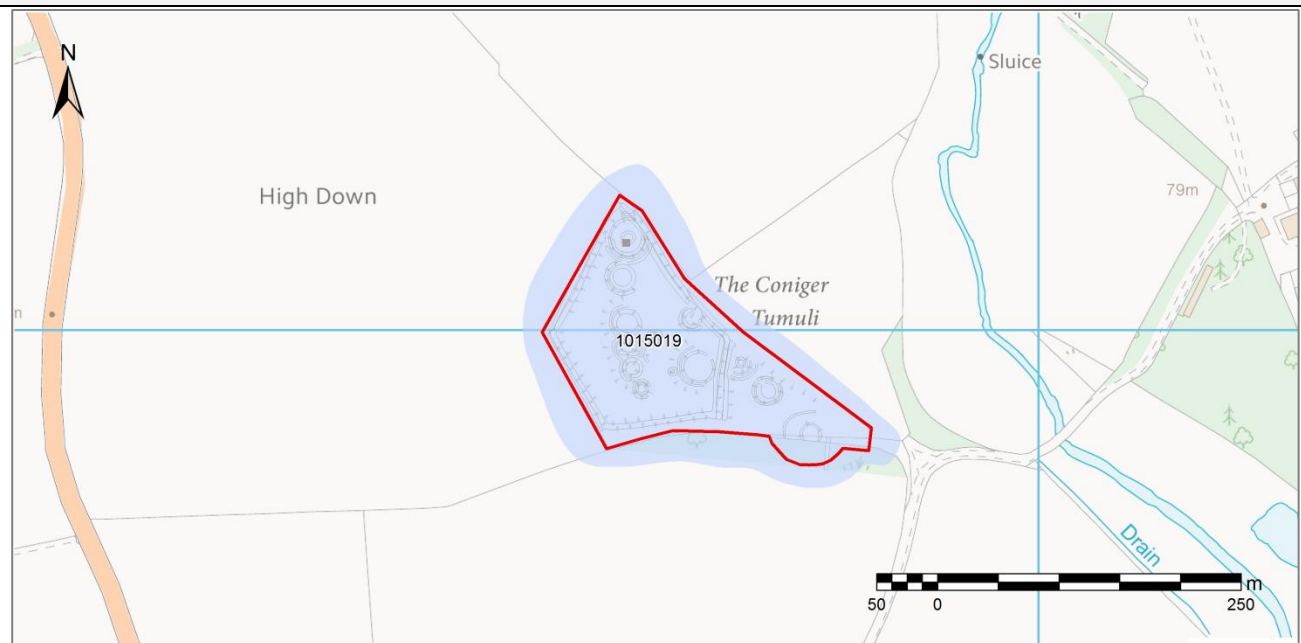 N
Sluice
High Down
79m
The Coniger
Tumuli
1015019
Drain
m
50 0 250